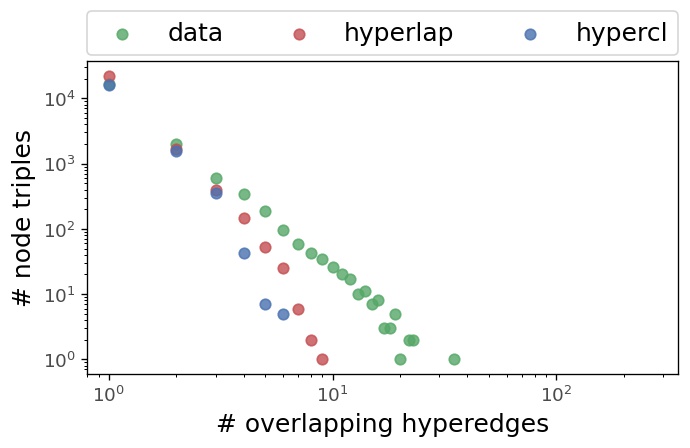 data hyperlap hypercl
# node triples
10^4
10^3
10^2
10^1
10^0
10^0 10^1 10^2
# overlapping hyperedges